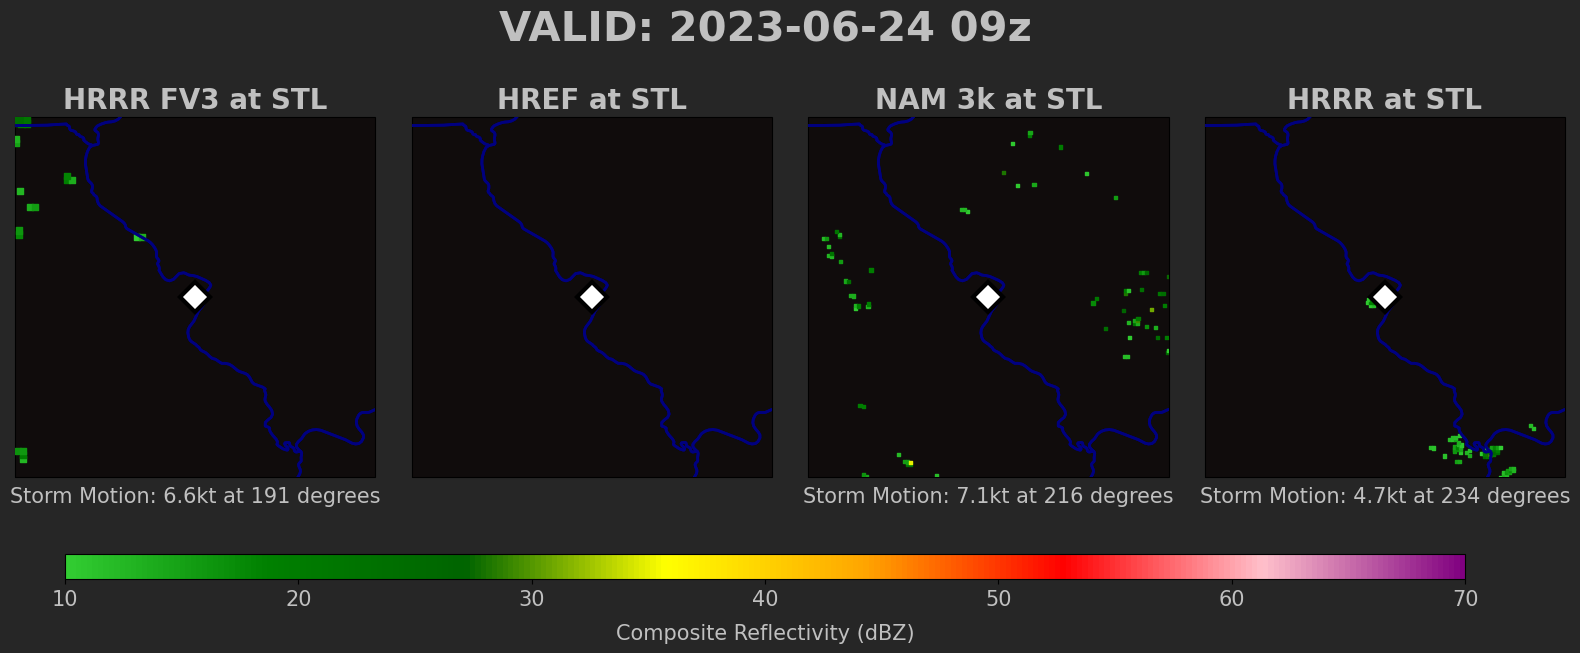 VALID: 2023-06-24 09z
HRRR FV3 at STL
HREF at STL
NAM 3k at STL
HRRR at STL
Storm Motion: 6.6kt at 191 degrees
Storm Motion: 7.1kt at 216 degrees
Storm Motion: 4.7kt at 234 degrees
10 20 30 40 50 60 70
Composite Reflectivity (dBZ)